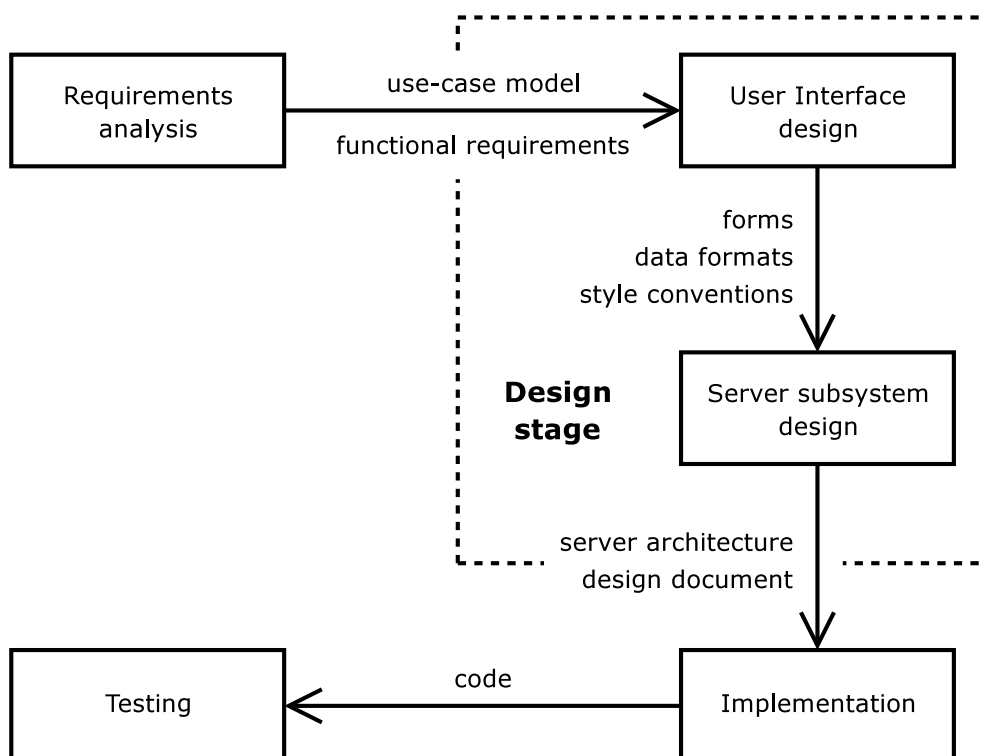 Requirements
analysis
use-case model
functional requirements
User Interface
design
forms
data formats
style conventions
Design
stage
Server subsystem
design
server architecture
design document
Testing
code
Implementation